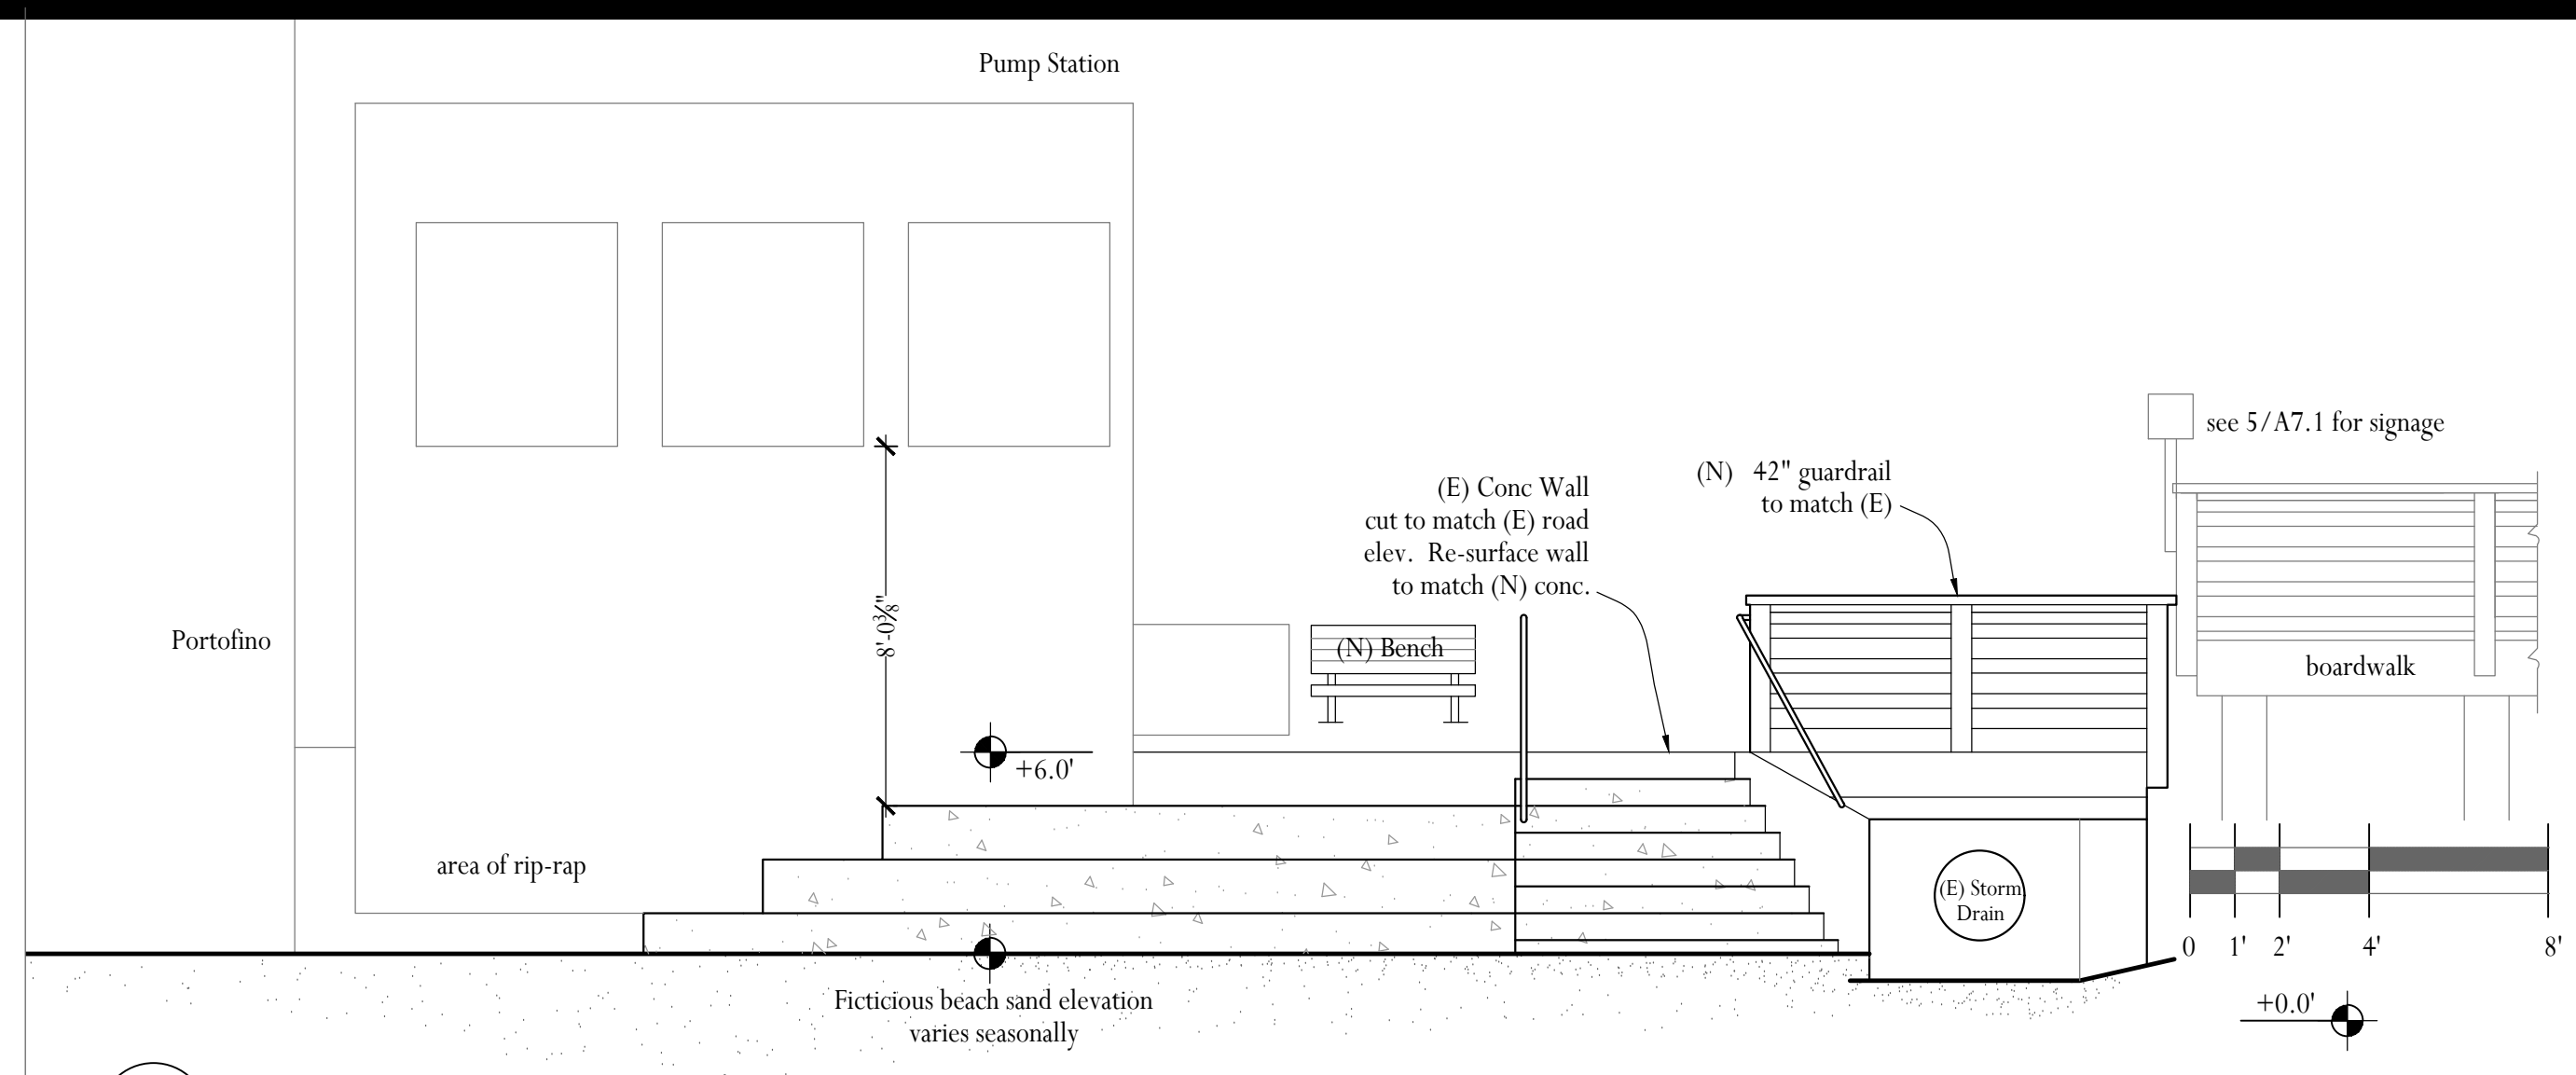 Pump Station
see 5/A7.1 for signage
(N) 42" guardrail
to match (E)
(E) Conc Wall
cut to match (E) road
elev. Re-surface wall
to match (N) conc.
8'-0⅜"
Portofino
(N) Bench
boardwalk
+6.0'
area of rip-rap
(E) Storm
Drain
0 1' 2' 4' 8'
Ficticious beach sand elevation
varies seasonally
+0.0'